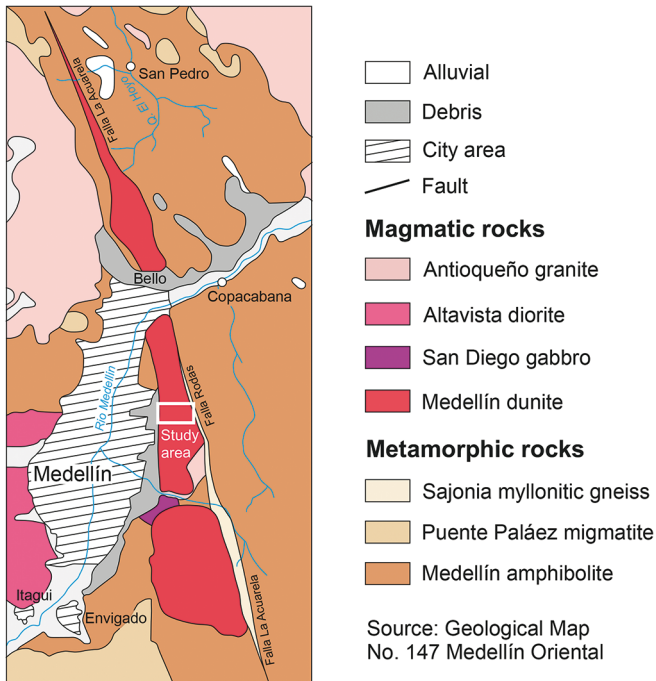 San Pedro
Falla La Acuarela
Q. El Hoyo
Bello
Copacabana
Rio Medellín
Falla Rodas
Study
area
Medellín
Itagui
Envigado
Falla La Acuarela
Alluvial
Debris
City area
Fault
Magmatic rocks
Antioqueño granite
Altavista diorite
San Diego gabbro
Medellín dunite
Metamorphic rocks
Sajonia myllonitic gneiss
Puente Paláez migmatite
Medellín amphibolite
Source: Geological Map
No. 147 Medellín Oriental